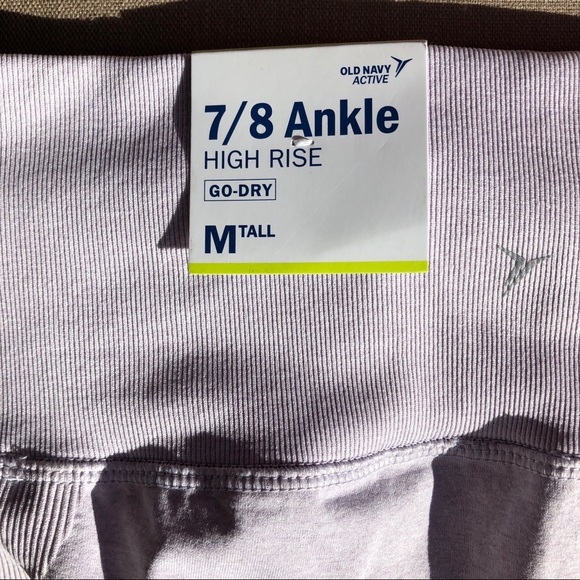 OLD NAVY
ACTIVE
7/8 Ankle
HIGH RISE
GO-DRY
M TALL